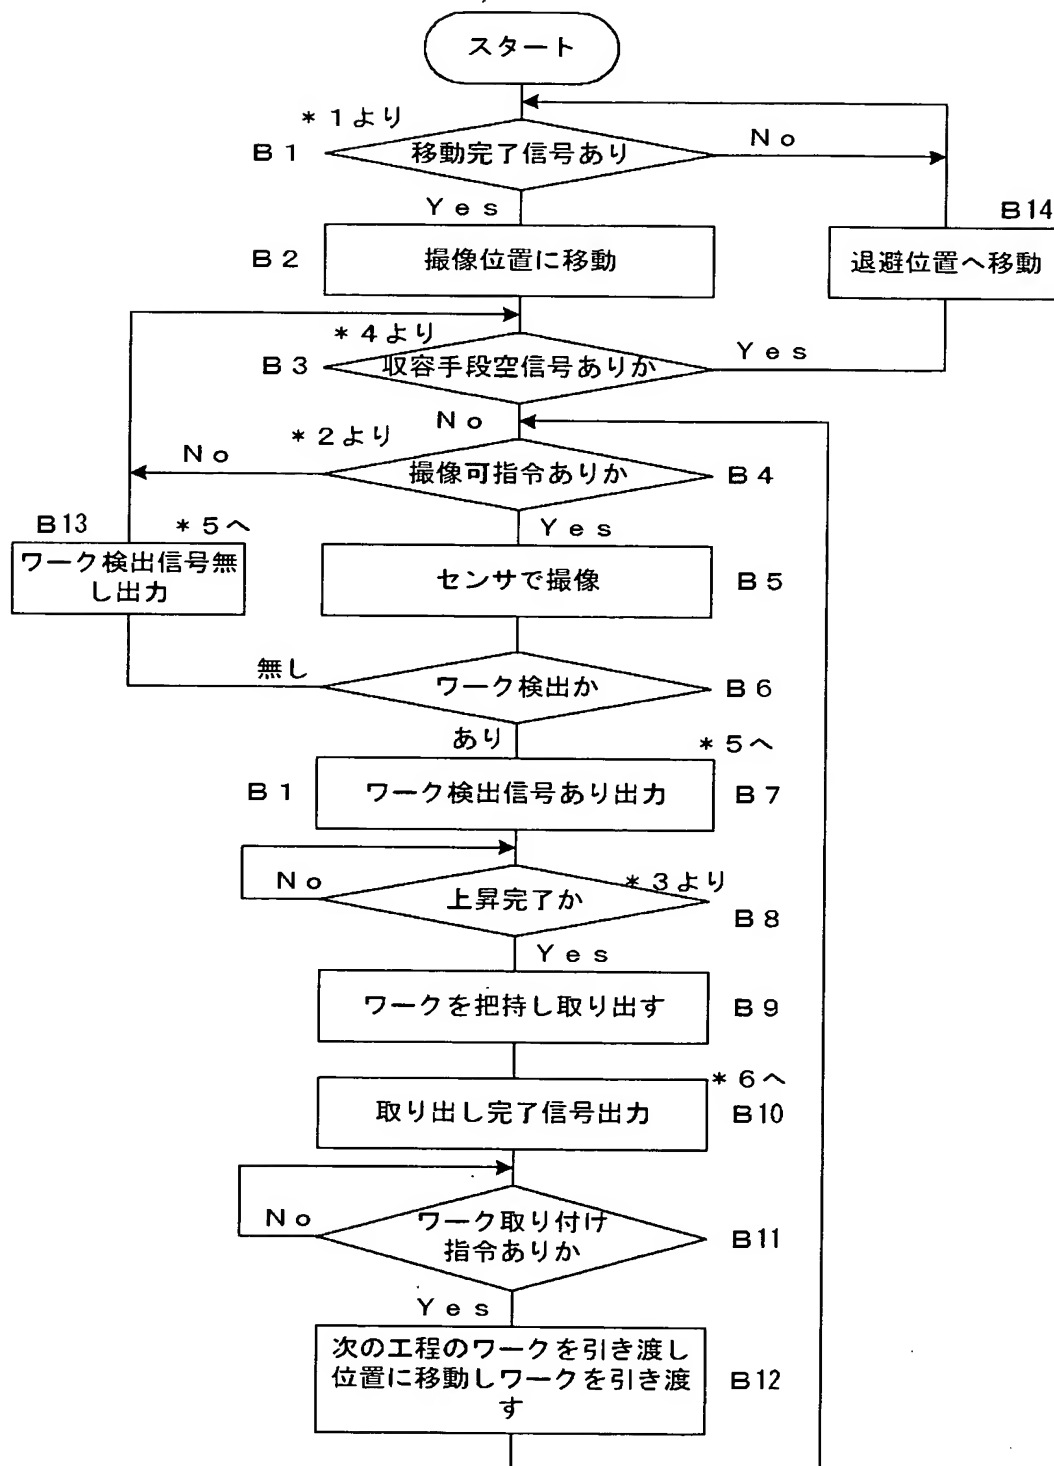 スタート
*1より
B1
移動完了信号あり
No
Yes
B14
B2
撮像位置に移動
退避位置へ移動
*4より
B3
収容手段空信号ありか
Yes
No
*2より
No
撮像可指令ありか
B4
Yes
B13
*5へ
ワーク検出信号無
し出力
センサで撮像
B5
無し
ワーク検出か
B6
あり
*5へ
B1
ワーク検出信号あり出力
B7
No
上昇完了か
*3より
B8
Yes
ワークを把持し取り出す
B9
*6へ
取り出し完了信号出力
B10
No
ワーク取り付け
指令ありか
B11
Yes
次の工程のワークを引き渡し
位置に移動しワークを引き渡
す
B12